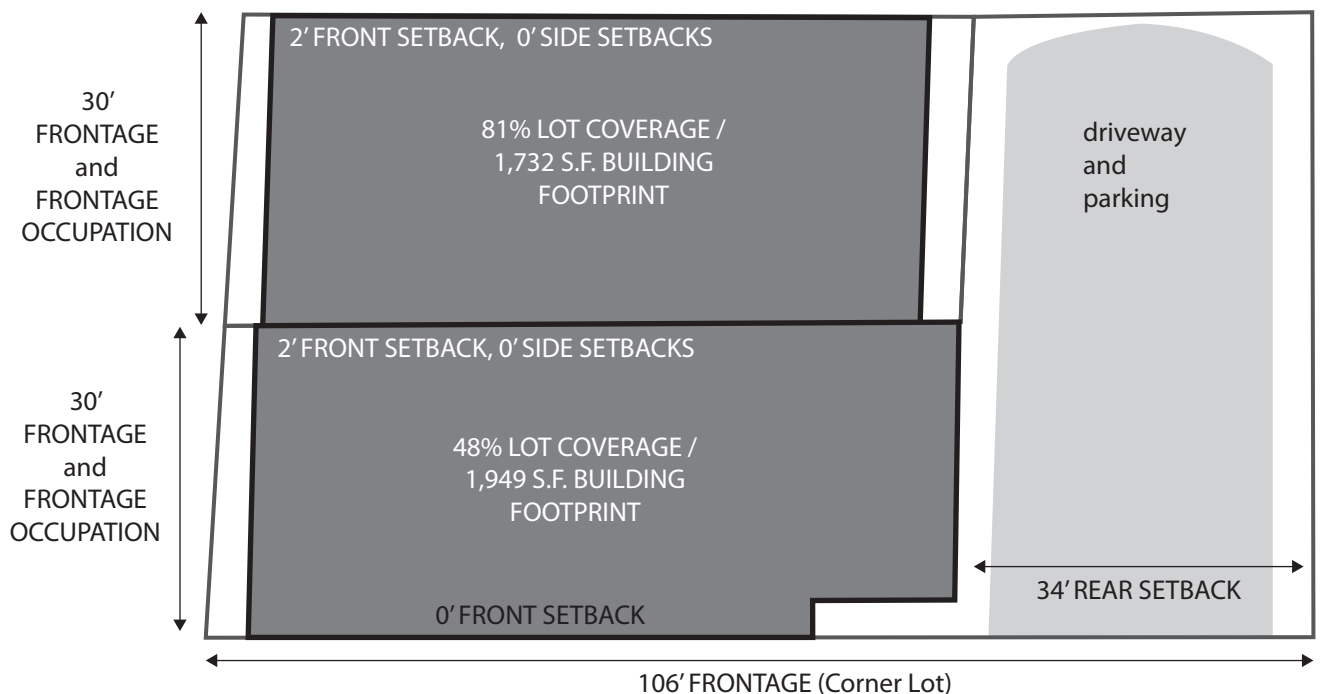 2’ FRONT SETBACK,  0’ SIDE SETBACKS
30’
FRONTAGE
and
FRONTAGE
OCCUPATION
81% LOT COVERAGE /
1,732 S.F. BUILDING
FOOTPRINT
driveway
and
parking
2’ FRONT SETBACK, 0’ SIDE SETBACKS
30’
FRONTAGE
and
FRONTAGE
OCCUPATION
48% LOT COVERAGE /
1,949 S.F. BUILDING
FOOTPRINT
34’ REAR SETBACK
0’ FRONT SETBACK
106’ FRONTAGE (Corner Lot)